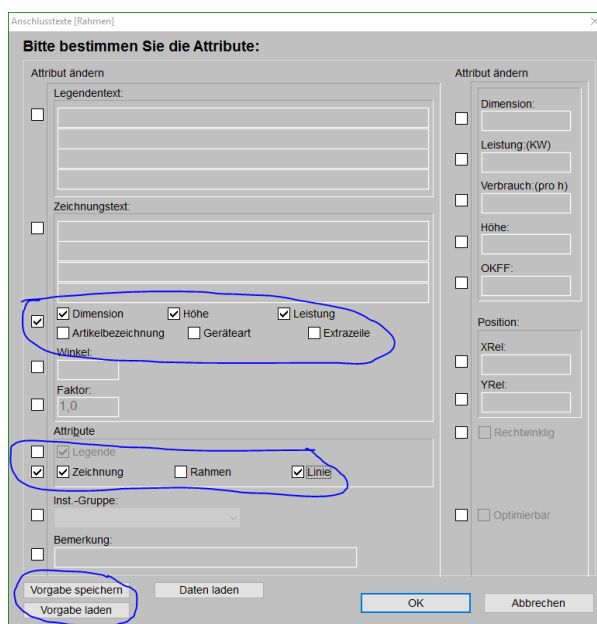 Anschlusstexte [Rahmen]
Bitte bestimmen Sie die Attribute:
Attribut ändern
Legendentext:
Zeichnungstext:
Dimension Höhe Leistung
Artikelbezeichnung Geräteart Extrazeile
Winkel:
Faktor:
1,0
Attribute
Legende
Zeichnung Rahmen Linie
Inst.-Gruppe:
Bemerkung:
Attribut ändern
Dimension:
Leistung:(KW)
Verbrauch:(pro h)
Höhe:
OKFF:
Position:
XRel:
YRel:
Rechtwinklig
Optimierbar
Vorgabe speichern Daten laden
Vorgabe laden OK Abbrechen